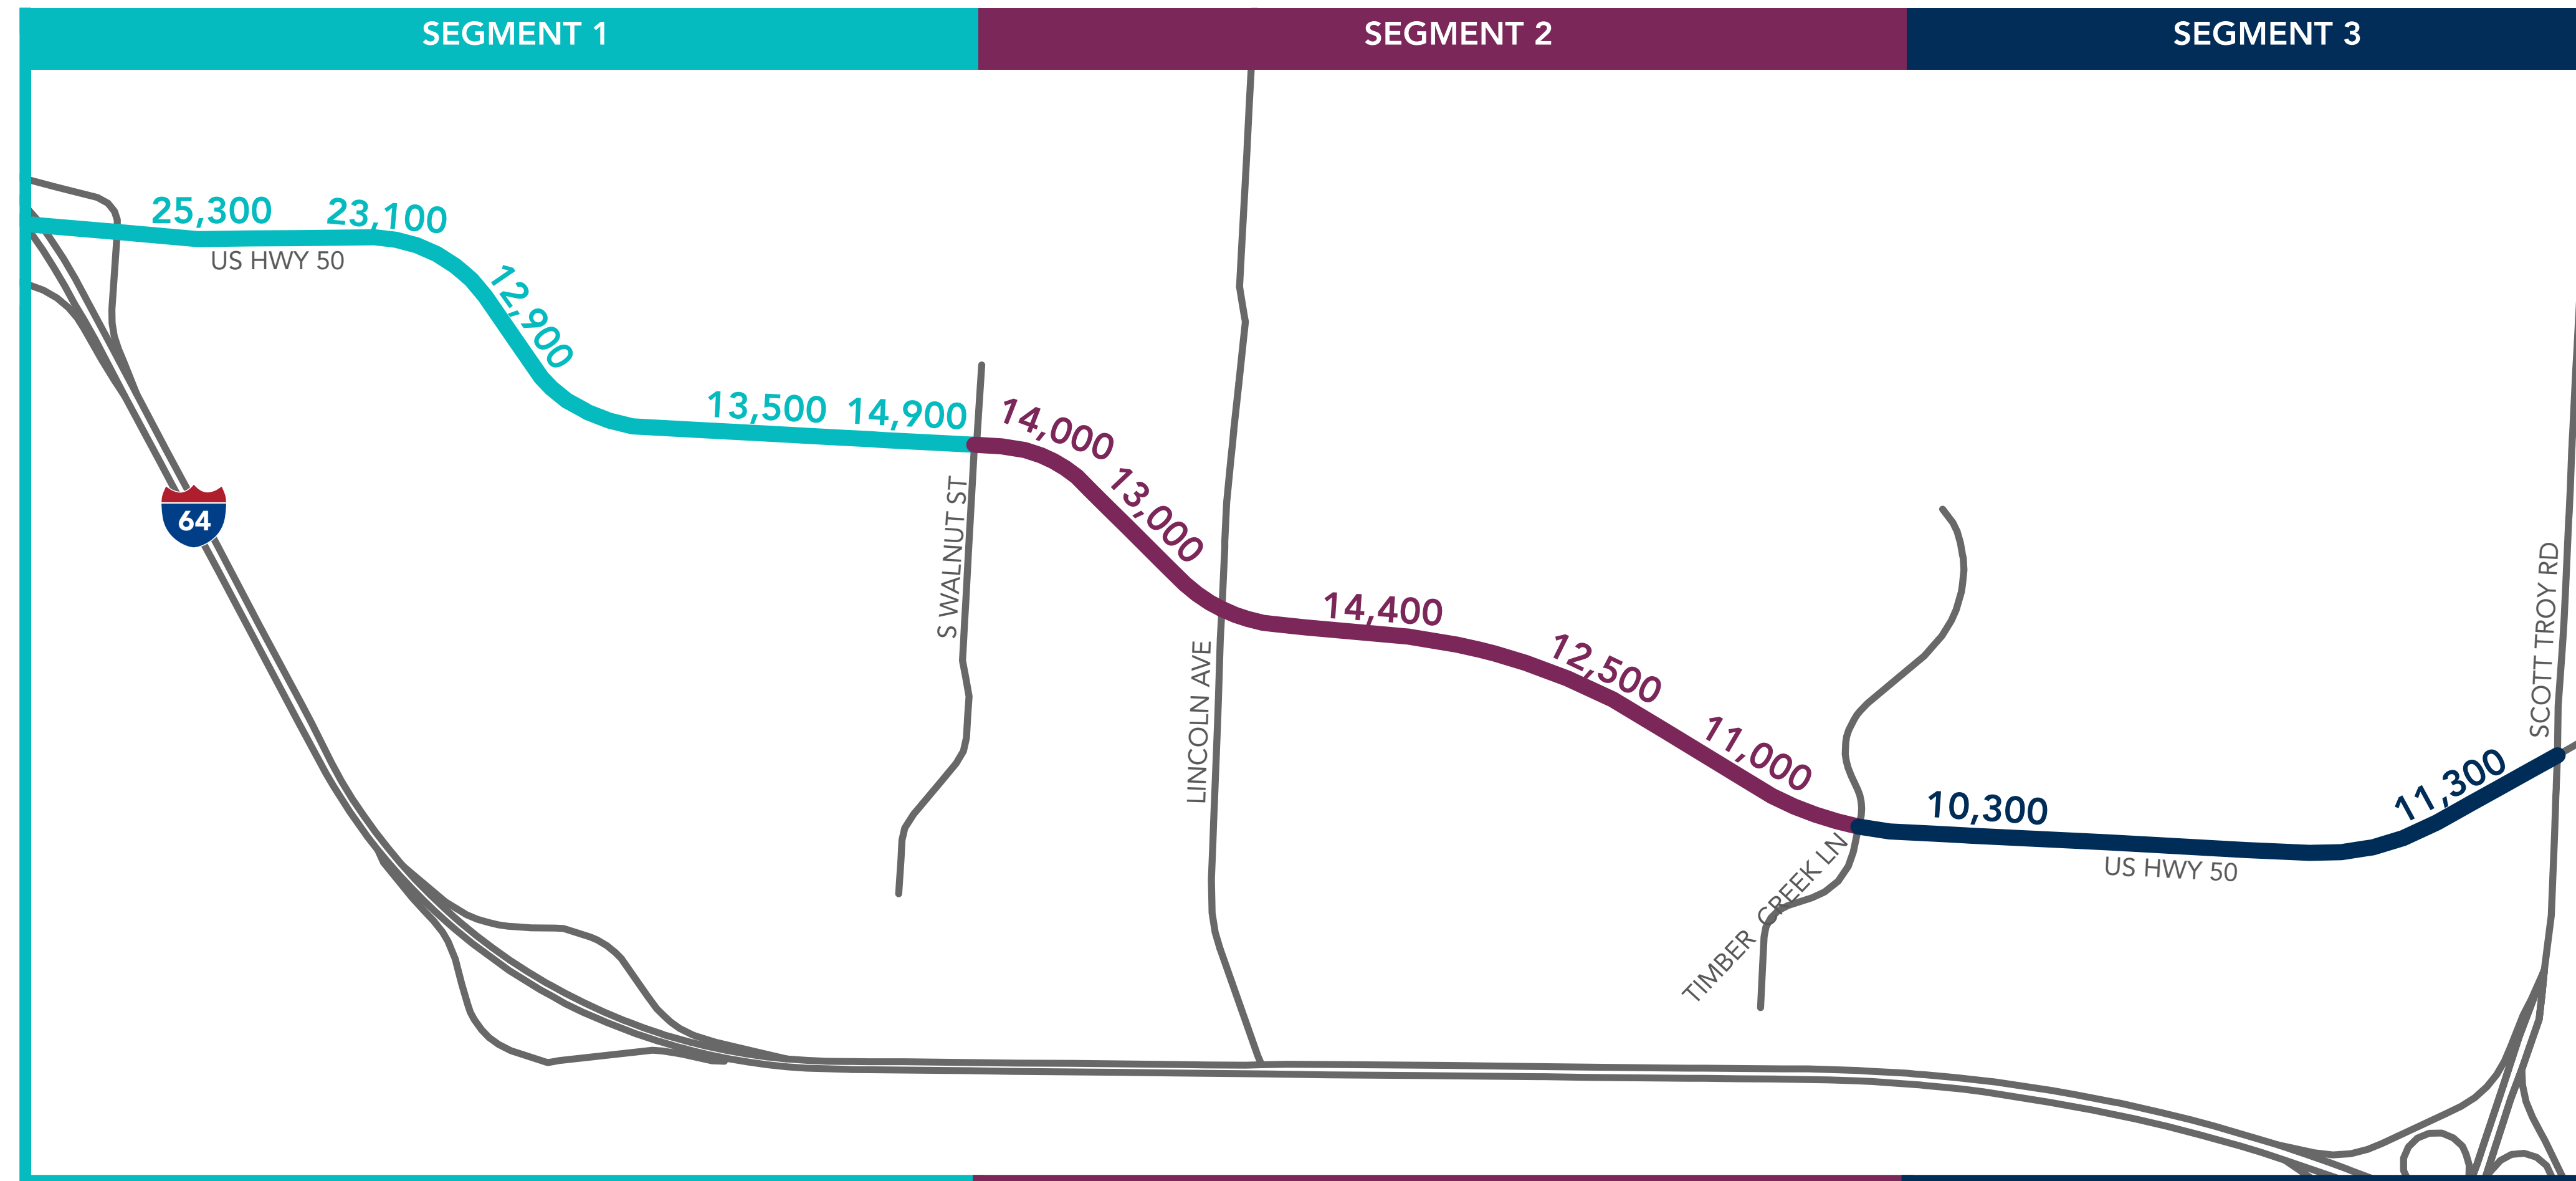 SEGMENT 1
SEGMENT 2
SEGMENT 3
25,300
23,100
US HWY 50
12,900
13,500
14,900
14,000
13,000
64
S WALNUT ST
LINCOLN AVE
14,400
12,500
11,000
TIMBER CREEK LN
10,300
US HWY 50
11,300
SCOTT TROY RD